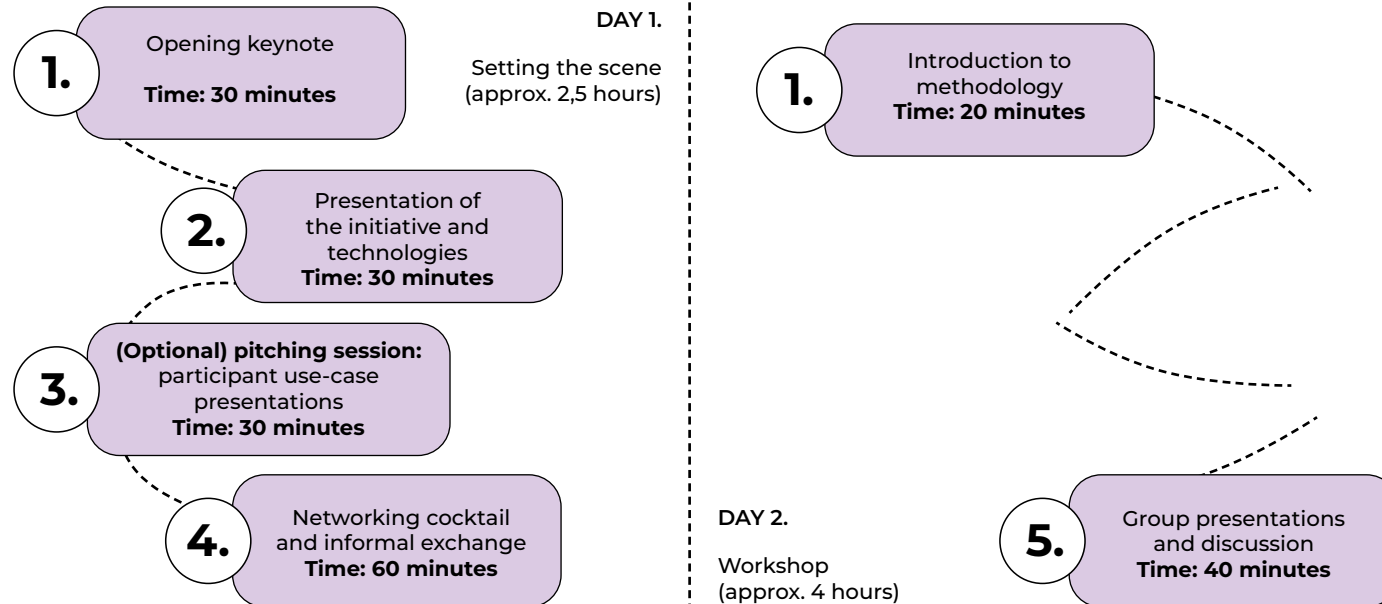 DAY 1.
Setting the scene
(approx. 2,5 hours)
1.
Opening keynote
Time: 30 minutes
2.
Presentation of
the initiative and
technologies
Time: 30 minutes
3.
(Optional) pitching session:
participant use-case
presentations
Time: 30 minutes
4.
Networking cocktail
and informal exchange
Time: 60 minutes
1.
Introduction to
methodology
Time: 20 minutes
DAY 2.
Workshop
(approx. 4 hours)
5.
Group presentations
and discussion
Time: 40 minutes